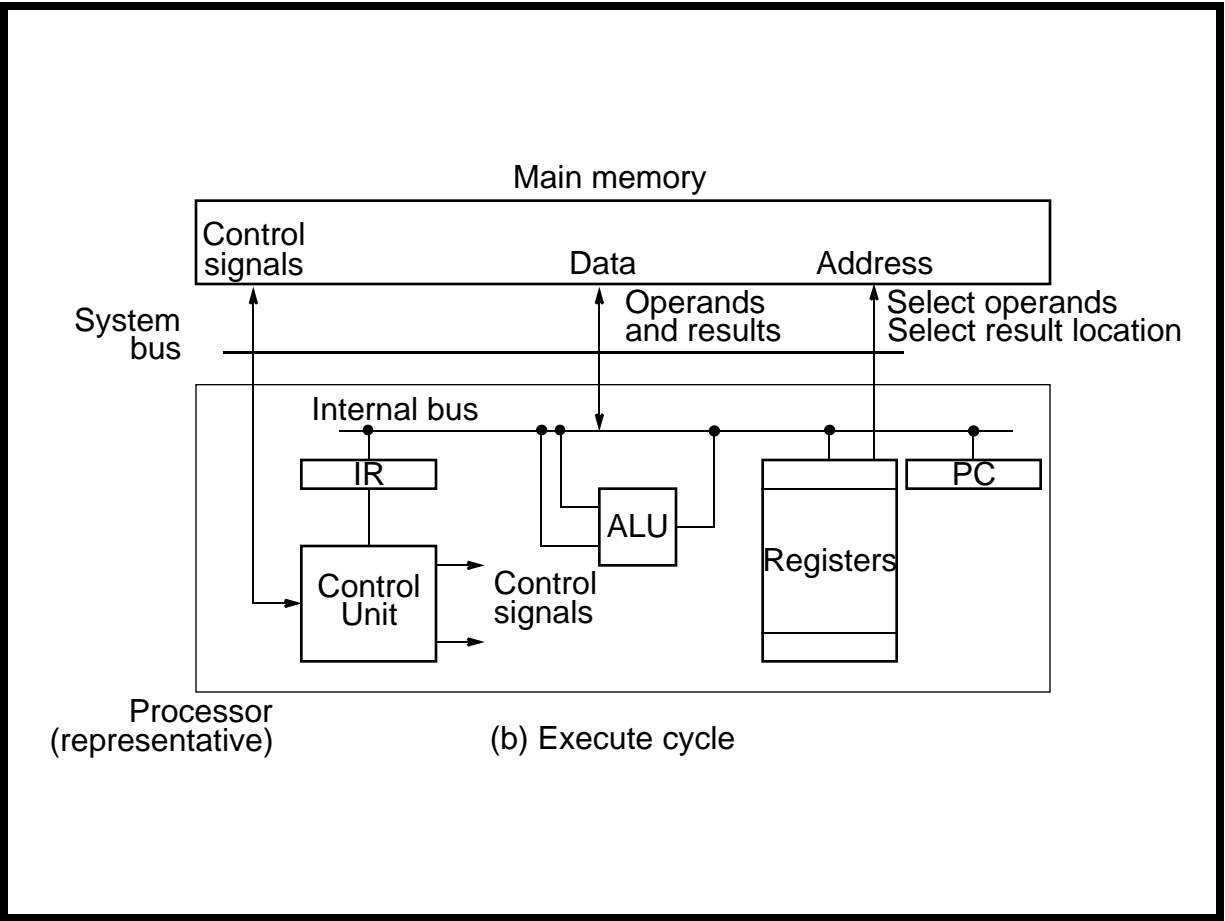 Main memory
Control
signals
Data
Address
System
bus
Operands
and results
Select operands
Select result location
Internal bus
IR
PC
ALU
Registers
Control
Unit
Control
signals
Processor
(representative)
(b) Execute cycle